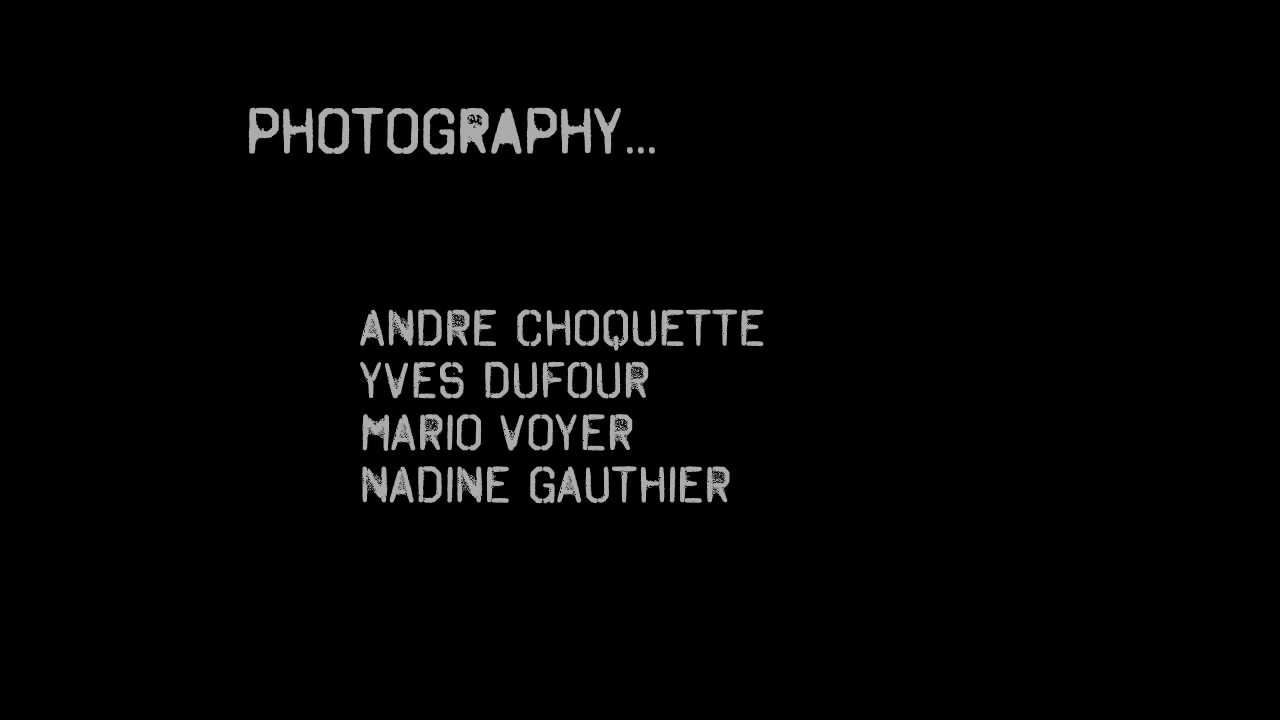 PHOTOGRAPHY...
ANDRE CHOQUETTE
YVES DUFOUR
MARIO VOYER
NADINE GAUTHIER